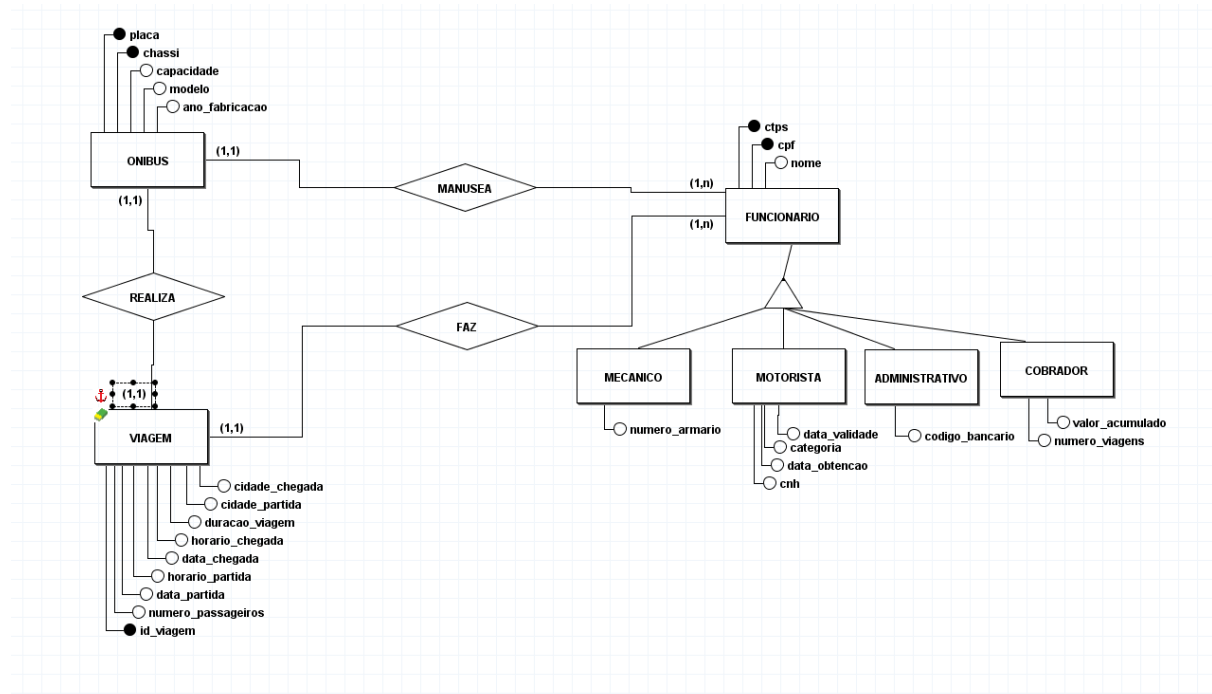 placa
chassi
capacidade
modelo
ano_fabricacao
ONIBUS
(1,1)
(1,1)
MANUSEA
ctps
cpf
nome
(1,n)
FUNCIONARIO
(1,n)
REALIZA
FAZ
(1,1)
VIAGEM
(1,1)
MECANICO
numero_armario
MOTORISTA
data_validade
categoria
data_obtencao
cnh
ADMINISTRATIVO
codigo_bancario
COBRADOR
valor_acumulado
numero_viagens
cidade_chegada
cidade_partida
duracao_viagem
horario_chegada
data_chegada
horario_partida
data_partida
numero_passageiros
id_viagem